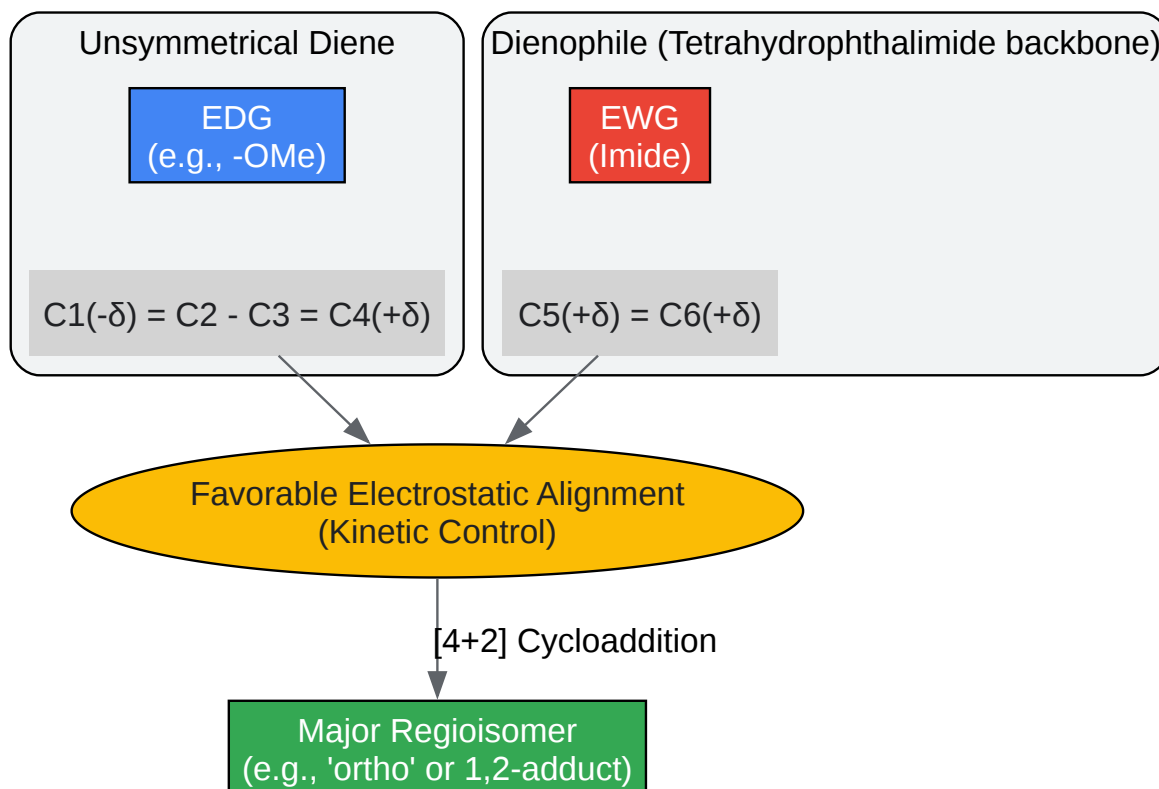 Unsymmetrical Diene
EDG
(e.g., -OMe)
C1(-δ) = C2 - C3 = C4(+δ)
Dienophile (Tetrahydrophthalimide backbone)
EWG
(Imide)
C5(+δ) = C6(+δ)
Favorable Electrostatic Alignment
(Kinetic Control)
[4+2] Cycloaddition
Major Regioisomer
(e.g., 'ortho' or 1,2-adduct)